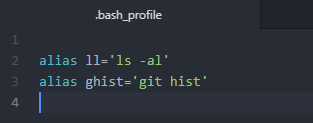 .bash_profile
1
2 alias ll='ls -al'
3 alias ghist='git hist'
4